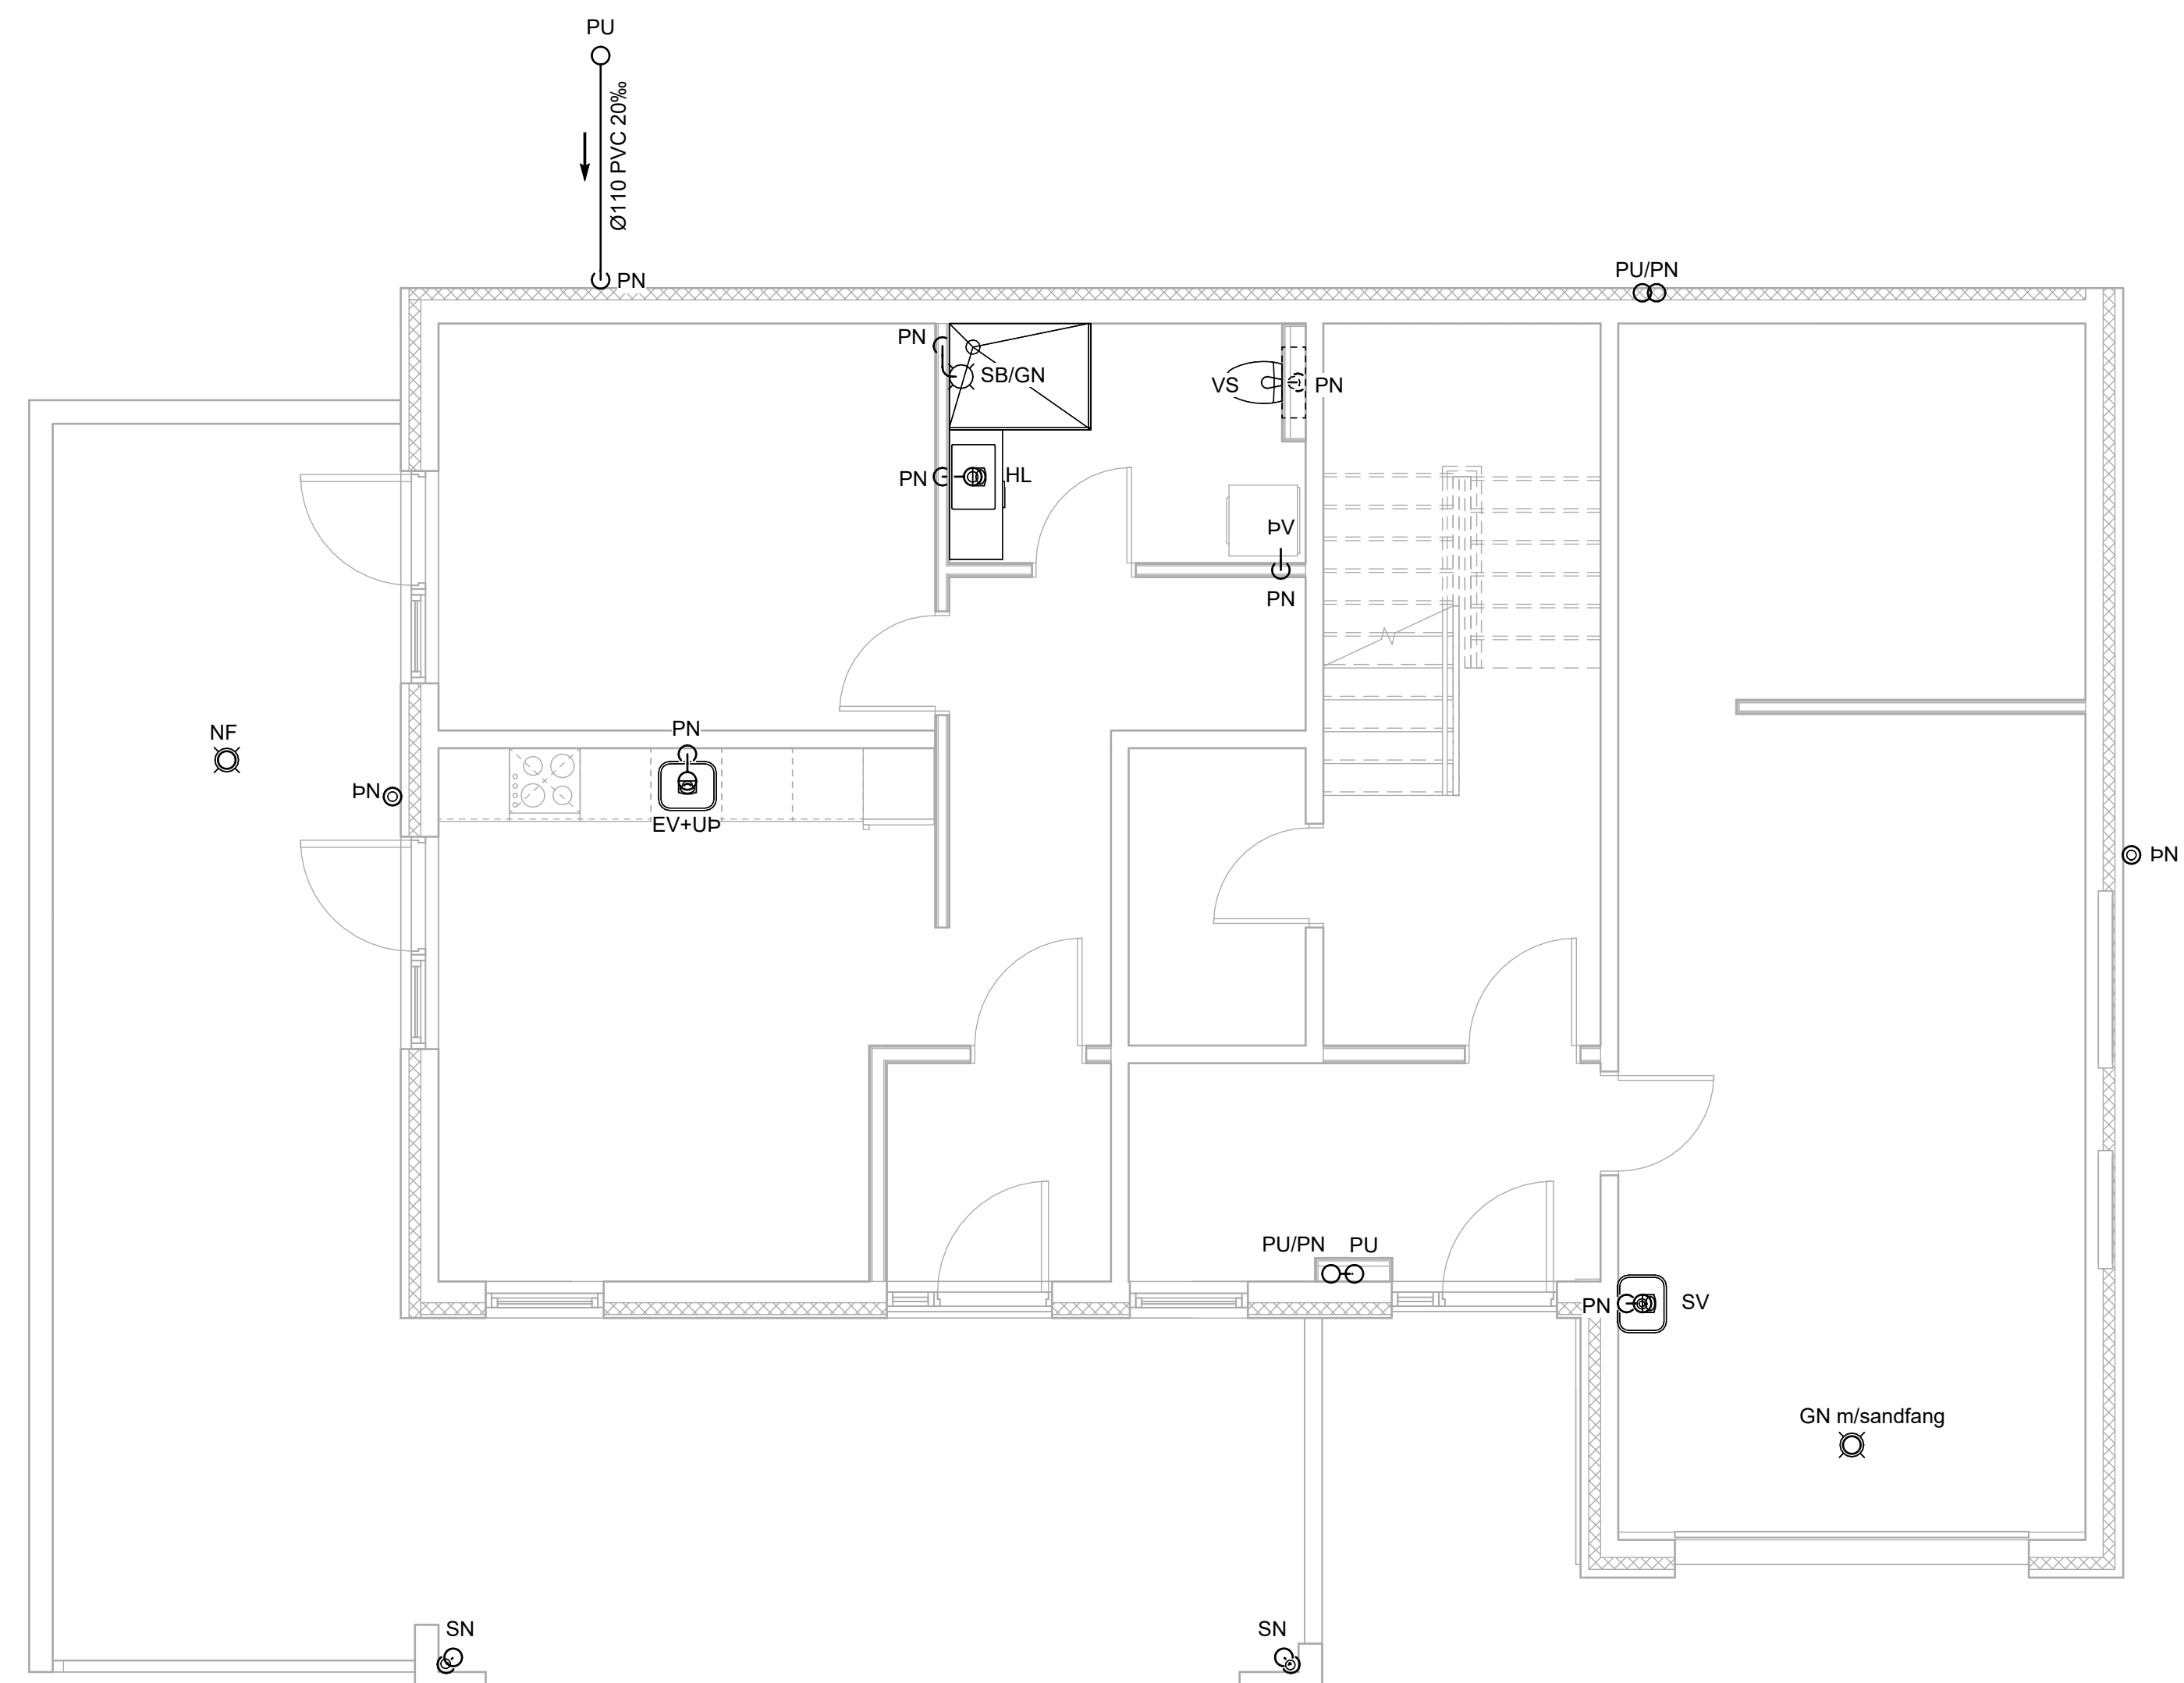 PU
Ø110 PVC 20‰
PN
PU/PN
PN
SB/GN
VS
PN
PN
HL
ÞV
PN
NF
PN
ÞN
EV+UÞ
ÞN
PU/PN
PU
PN
SV
GN m/sandfang
SN
SN